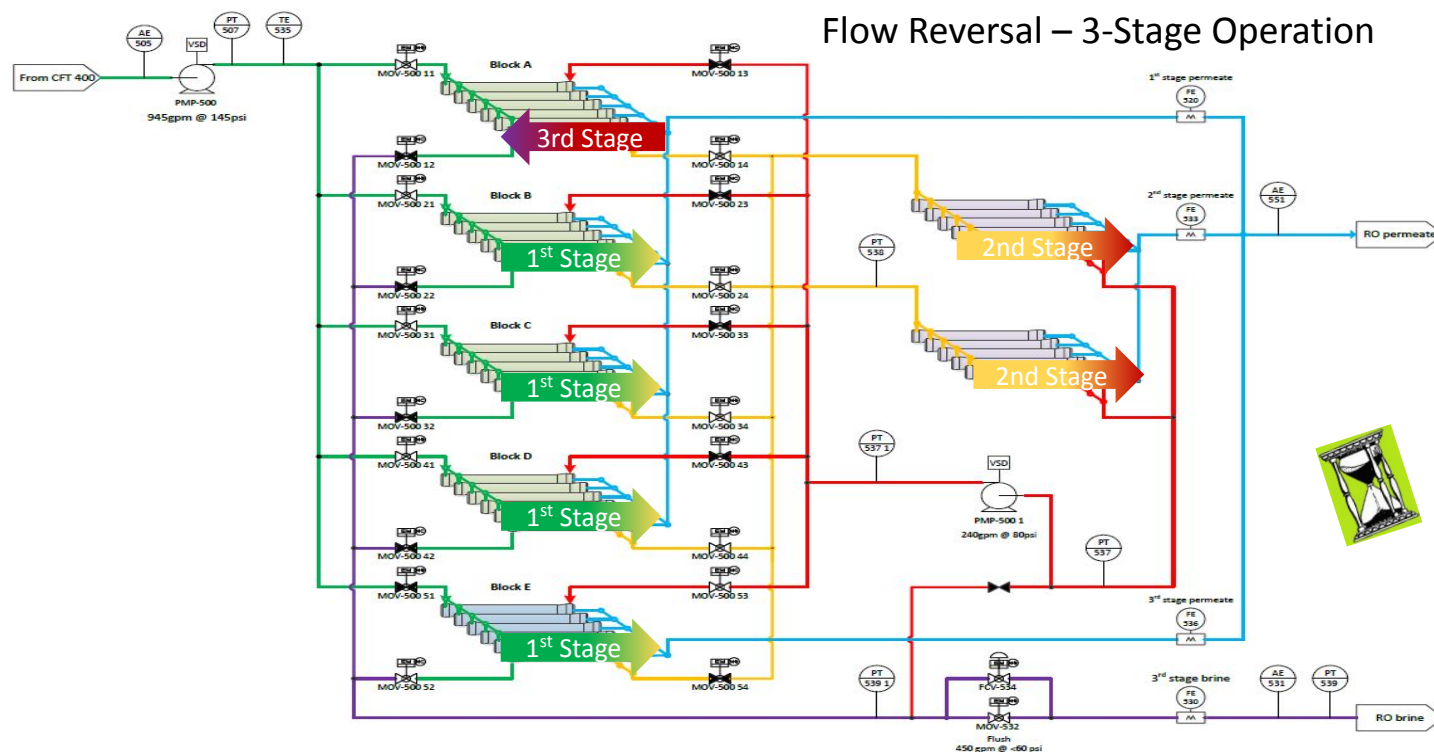 Flow Reversal – 3-Stage Operation
AE
505
VSD
PT
507
TE
535
From CFT 400
PMP-500
945gpm @ 145psi
MOV-500 11
Block A
MOV-500 13
1st stage permeate
FE
520
3rd Stage
MOV-500 12
MOV-500 14
MOV-500 21
Block B
MOV-500 23
2nd stage permeate
FE
533
AE
551
RO permeate
1st Stage
PT
538
2nd Stage
MOV-500 22
MOV-500 24
MOV-500 31
Block C
MOV-500 33
1st Stage
2nd Stage
MOV-500 32
MOV-500 34
MOV-500 41
Block D
MOV-500 43
PT
537 1
VSD
PMP-500 1
240gpm @ 80psi
1st Stage
MOV-500 42
MOV-500 44
PT
537
MOV-500 51
Block E
MOV-500 53
3rd stage permeate
FE
536
1st Stage
MOV-500 52
MOV-500 54
PT
539 1
FCV-534
3rd stage brine
FE
530
AE
531
PT
539
RO brine
MOV-532
Flush
450 gpm @ <60 psi